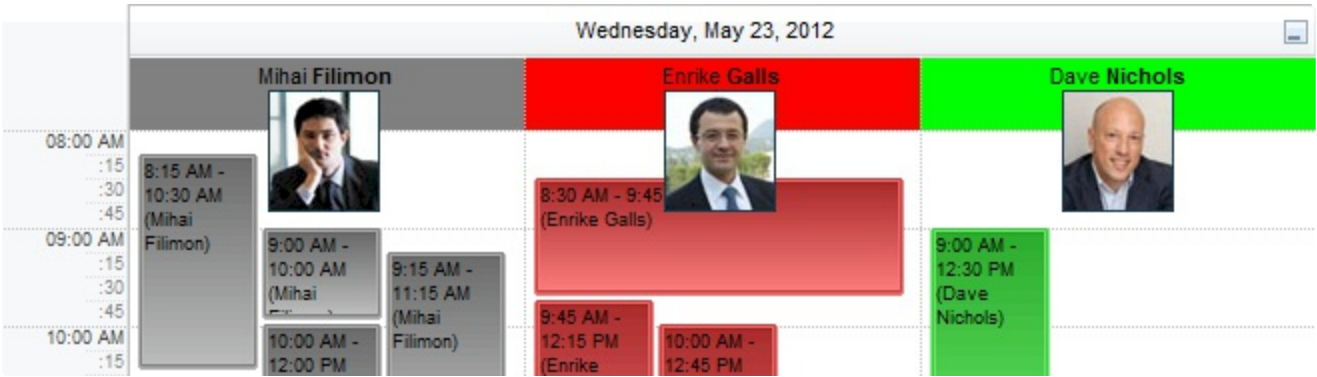 Wednesday, May 23, 2012
Mihai Filimon
Enrike Galls
Dave Nichols
08:00 AM
:15
:30
:45
09:00 AM
:15
:30
:45
10:00 AM
:15
8:15 AM -
10:30 AM
(Mihai
Filimon)
9:00 AM -
10:00 AM
(Mihai
10:00 AM -
12:00 PM
9:15 AM -
11:15 AM
(Mihai
Filimon)
8:30 AM - 9:45
(Enrike Galls)
9:45 AM -
12:15 PM
(Enrike
10:00 AM -
12:45 PM
9:00 AM -
12:30 PM
(Dave
Nichols)